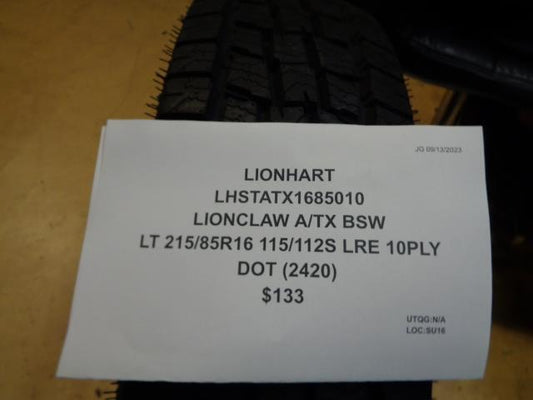 JG 09/13/2023
LIONHART
LHSTATX1685010
LIONCLAW A/TX BSW
LT 215/85R16 115/112S LRE 10PLY
DOT (2420)
$133
UTQG:N/A
LOC:SU16